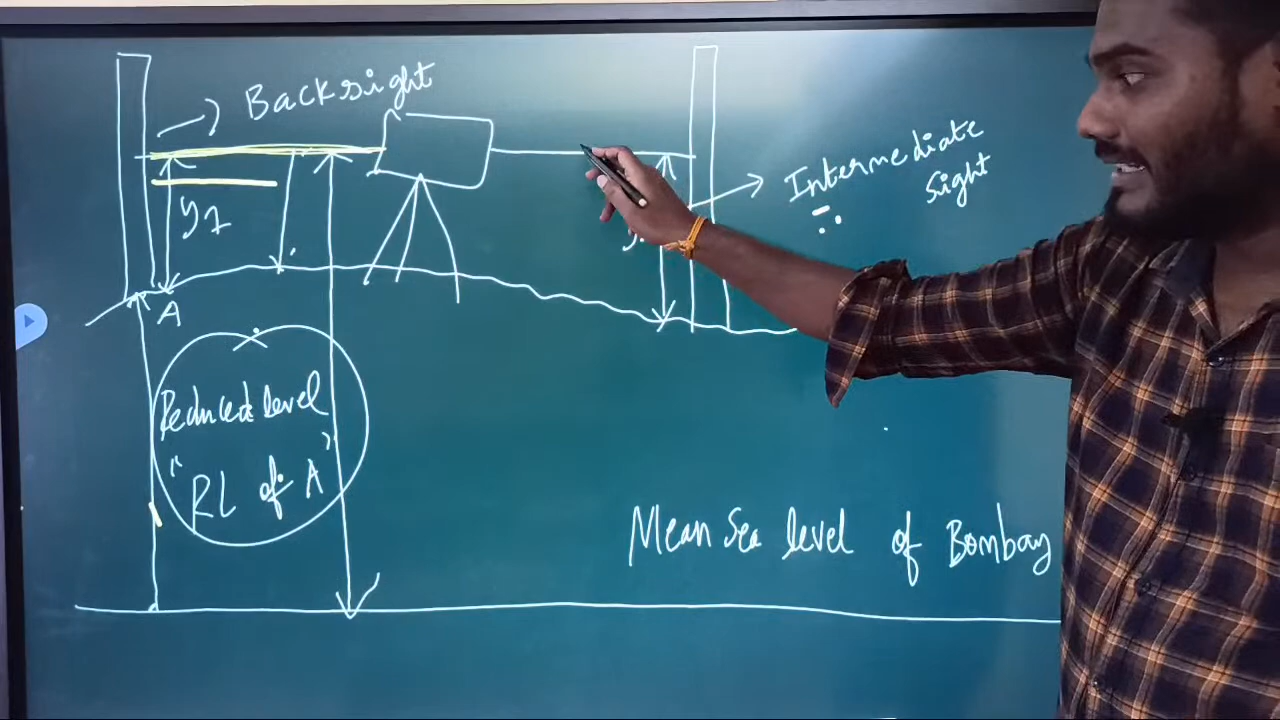 Backsight
Intermediate
Sight
y1
A
Reduced level
"RL of A"
Mean Sea level of Bombay